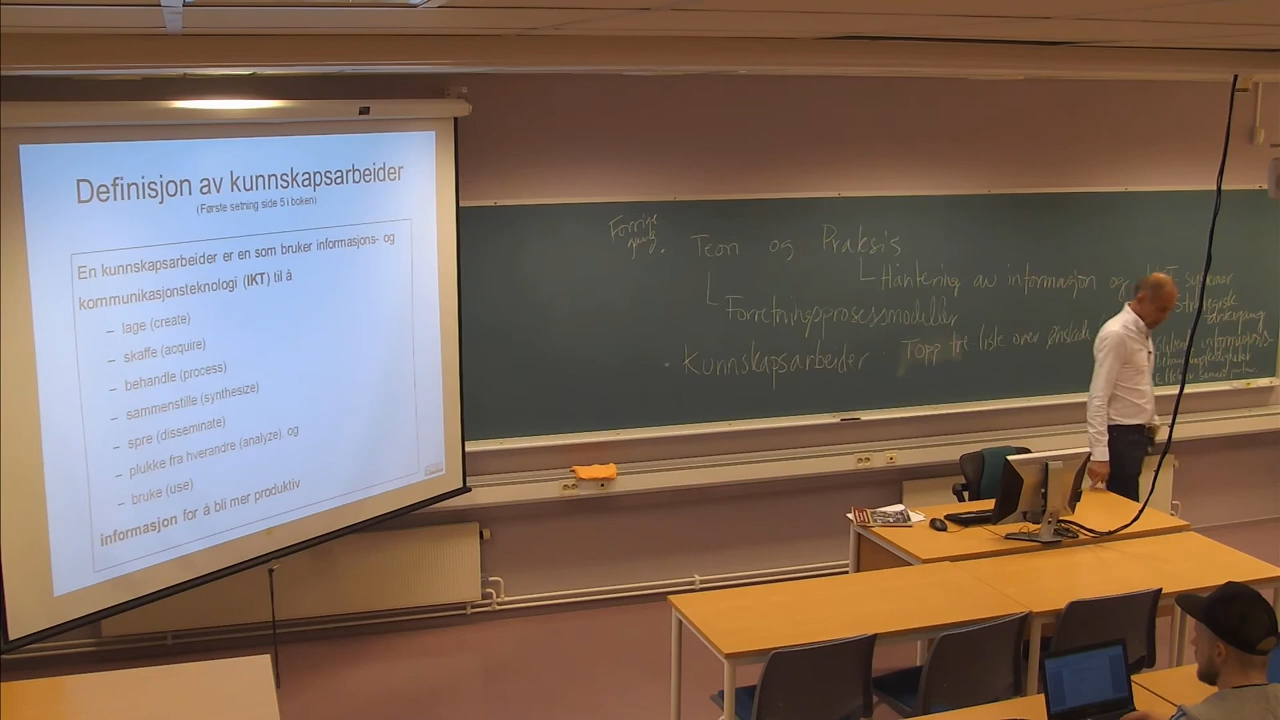 Definisjon av kunnskapsarbeider
(Første setning side 5 i boken)
En kunnskapsarbeider er en som bruker informasjons- og
kommunikasjonsteknologi (IKT) til å
– lage (create)
– skaffe (acquire)
– behandle (process)
– sammenstille (synthesize)
– spre (disseminate)
– plukke fra hverandre (analyze), og
– bruke (use)
informasjon for å bli mer produktiv
Forrige
gang.
Teori og Praksis
Håntering av informasjon og
Forretningsprosessmodeller
Kunnskapsarbeider · Topp tre-liste over ønskede